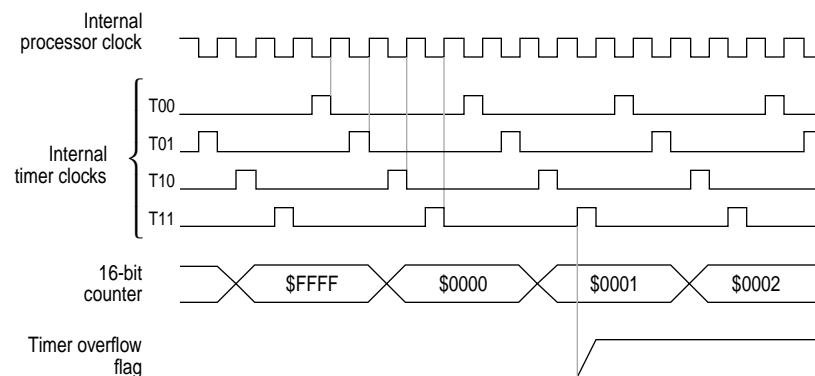 Internal
processor clock
T00
T01
Internal
timer clocks
T10
T11
16-bit
counter
$FFFF
$0000
$0001
$0002
Timer overflow
flag